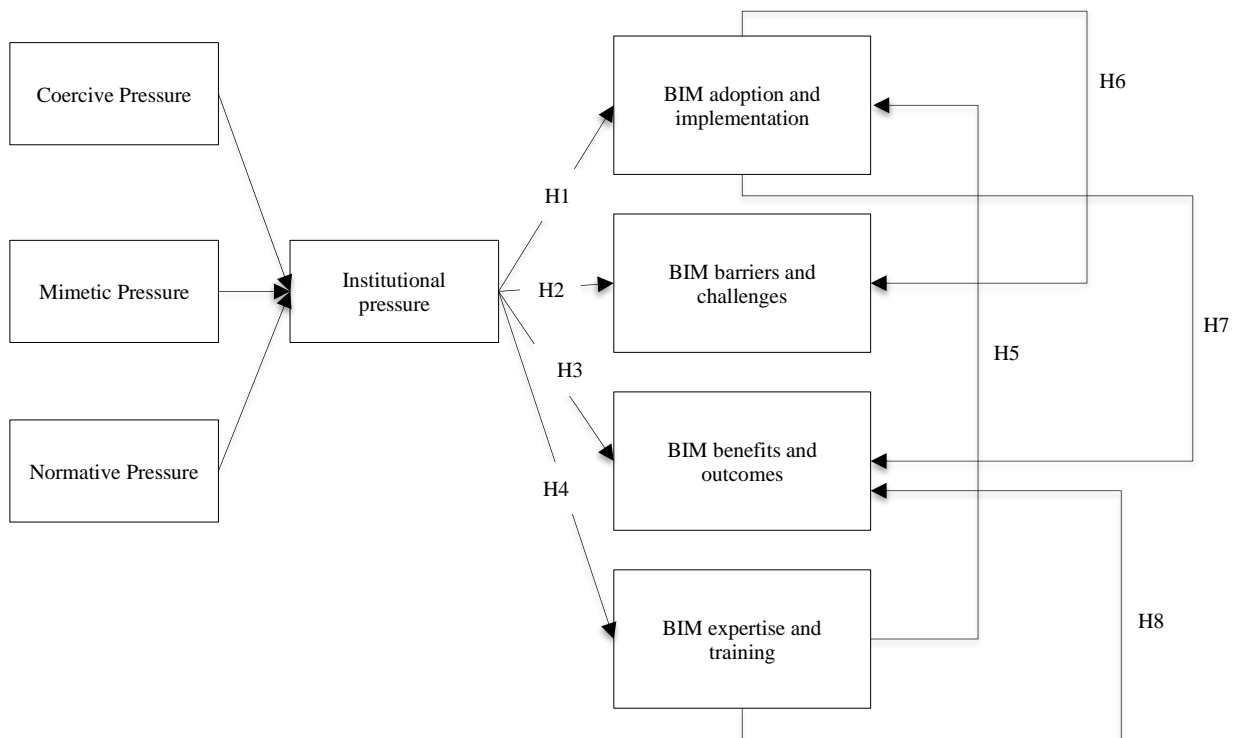 Coercive Pressure
Mimetic Pressure
Normative Pressure
Institutional
pressure
H1
H2
H3
H4
BIM adoption and
implementation
BIM barriers and
challenges
BIM benefits and
outcomes
BIM expertise and
training
H5
H6
H7
H8